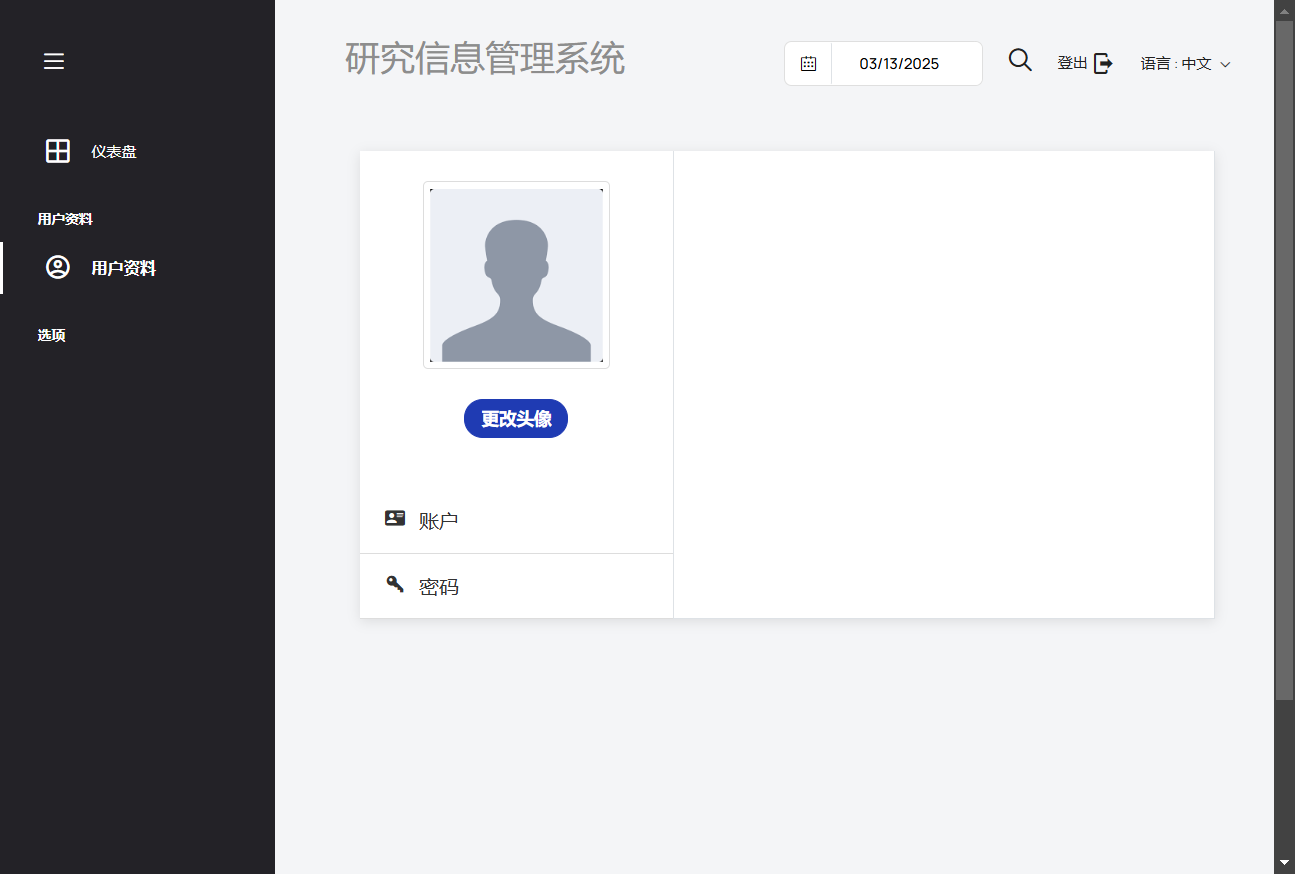 研究信息管理系统
03/13/2025
登出
语言 : 中文
仪表盘
用户资料
用户资料
选项
更改头像
账户
密码